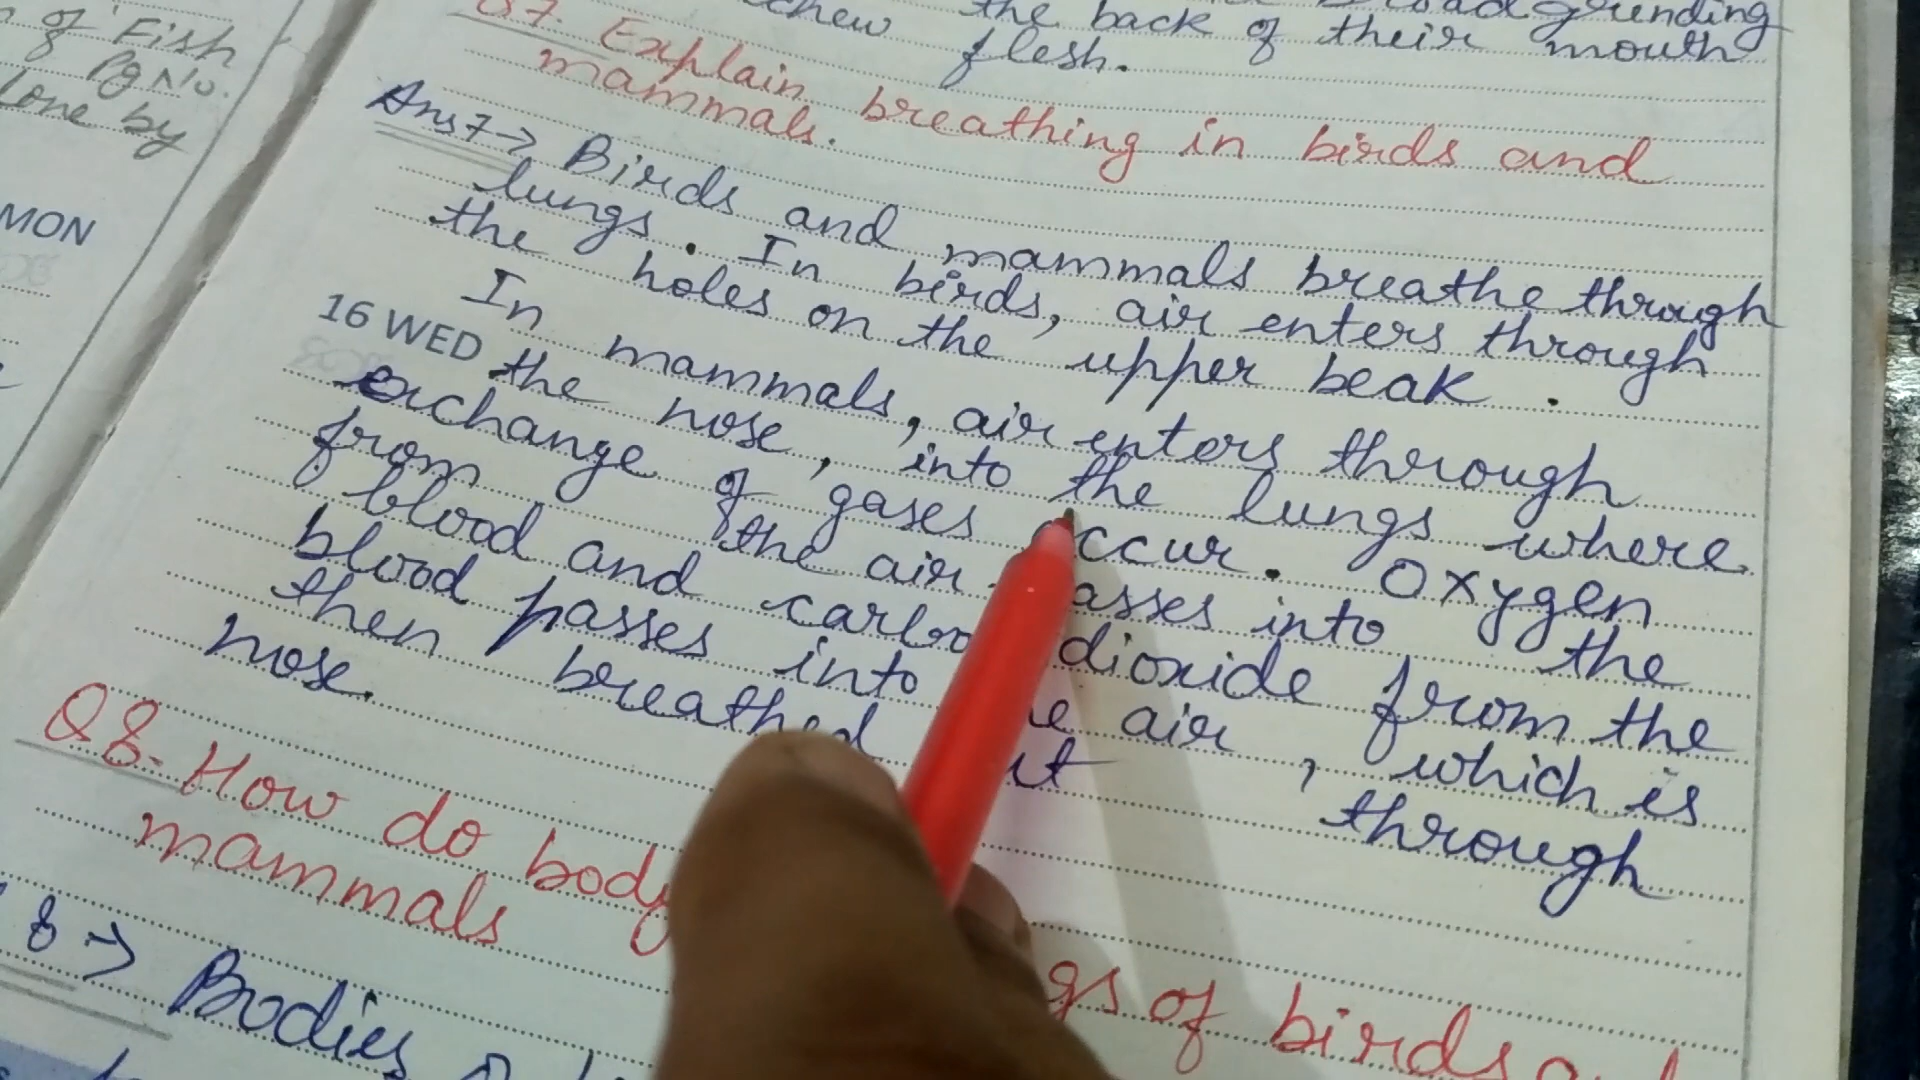 of Fish
Pg No.
done by
MON
chew the back of their mouth
flesh.
Q7. Explain breathing in birds and
mammals.
Ans7-> Birds and mammals breathe through
lungs. In birds, air enters through
the holes on the upper beak.
In mammals, air enters through
16 WED the nose, into the lungs where
exchange of gases occur. Oxygen
from the air passes into the
blood and carbon dioxide from the
blood passes into the air, which is
then breathed out through
nose.
Q8- How do body gs of birds
mammals
8-> Bodies